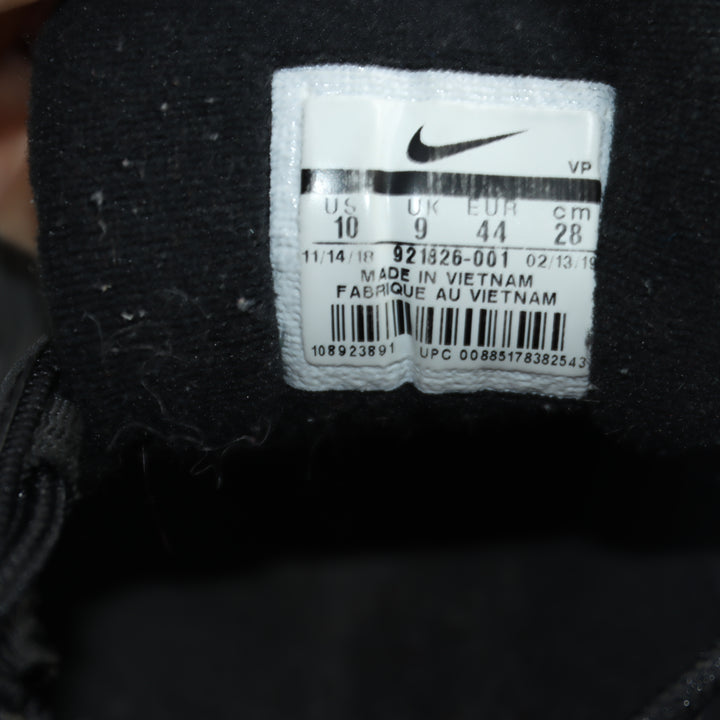 VP
US UK EUR cm
10 9 44 28
11/14/18 921826-001 02/13/19
MADE IN VIETNAM
FABRIQUE AU VIETNAM
108923891 UPC 00885178382543